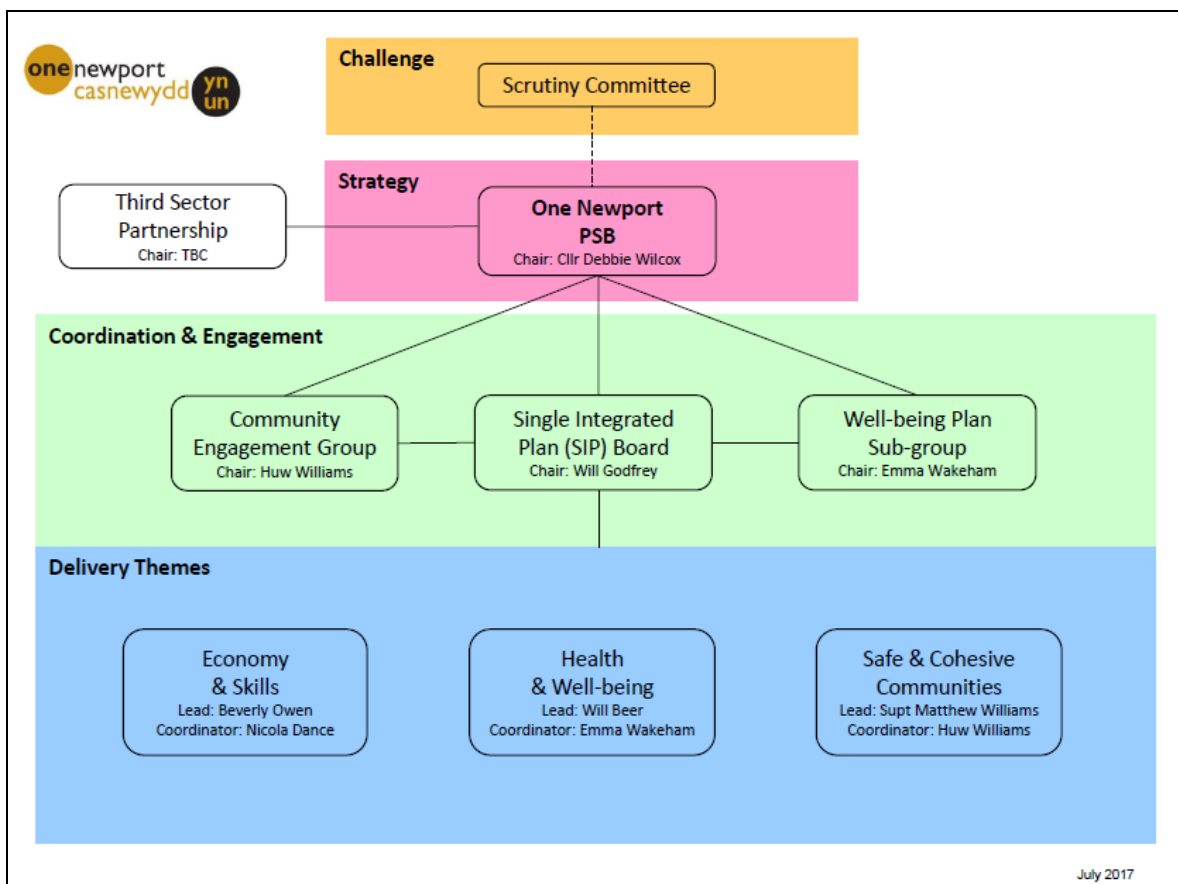 one newport
casnewydd yn
un
Challenge
Scrutiny Committee
Strategy
Third Sector
Partnership
Chair: TBC
One Newport
PSB
Chair: Cllr Debbie Wilcox
Coordination & Engagement
Community
Engagement Group
Chair: Huw Williams
Single Integrated
Plan (SIP) Board
Chair: Will Godfrey
Well-being Plan
Sub-group
Chair: Emma Wakeham
Delivery Themes
Economy
& Skills
Lead: Beverly Owen
Coordinator: Nicola Dance
Health
& Well-being
Lead: Will Beer
Coordinator: Emma Wakeham
Safe & Cohesive
Communities
Lead: Supt Matthew Williams
Coordinator: Huw Williams
July 2017